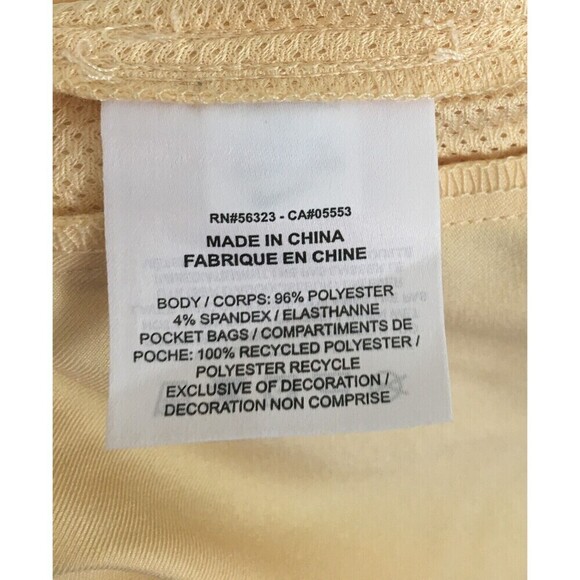 RN#56323 - CA#05553
MADE IN CHINA
FABRIQUE EN CHINE
BODY / CORPS: 96% POLYESTER
4% SPANDEX / ELASTHANNE
POCKET BAGS / COMPARTIMENTS DE
POCHE: 100% RECYCLED POLYESTER /
POLYESTER RECYCLE
EXCLUSIVE OF DECORATION /
DECORATION NON COMPRISE